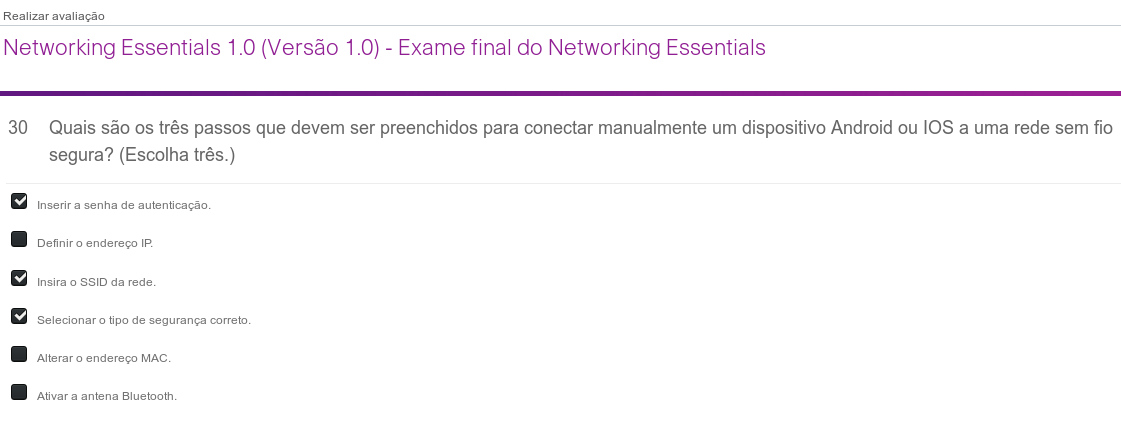 Realizar avaliação
Networking Essentials 1.0 (Versão 1.0) - Exame final do Networking Essentials
30 Quais são os três passos que devem ser preenchidos para conectar manualmente um dispositivo Android ou IOS a uma rede sem fio
segura? (Escolha três.)
Inserir a senha de autenticação.
Definir o endereço IP.
Insira o SSID da rede.
Selecionar o tipo de segurança correto.
Alterar o endereço MAC.
Ativar a antena Bluetooth.